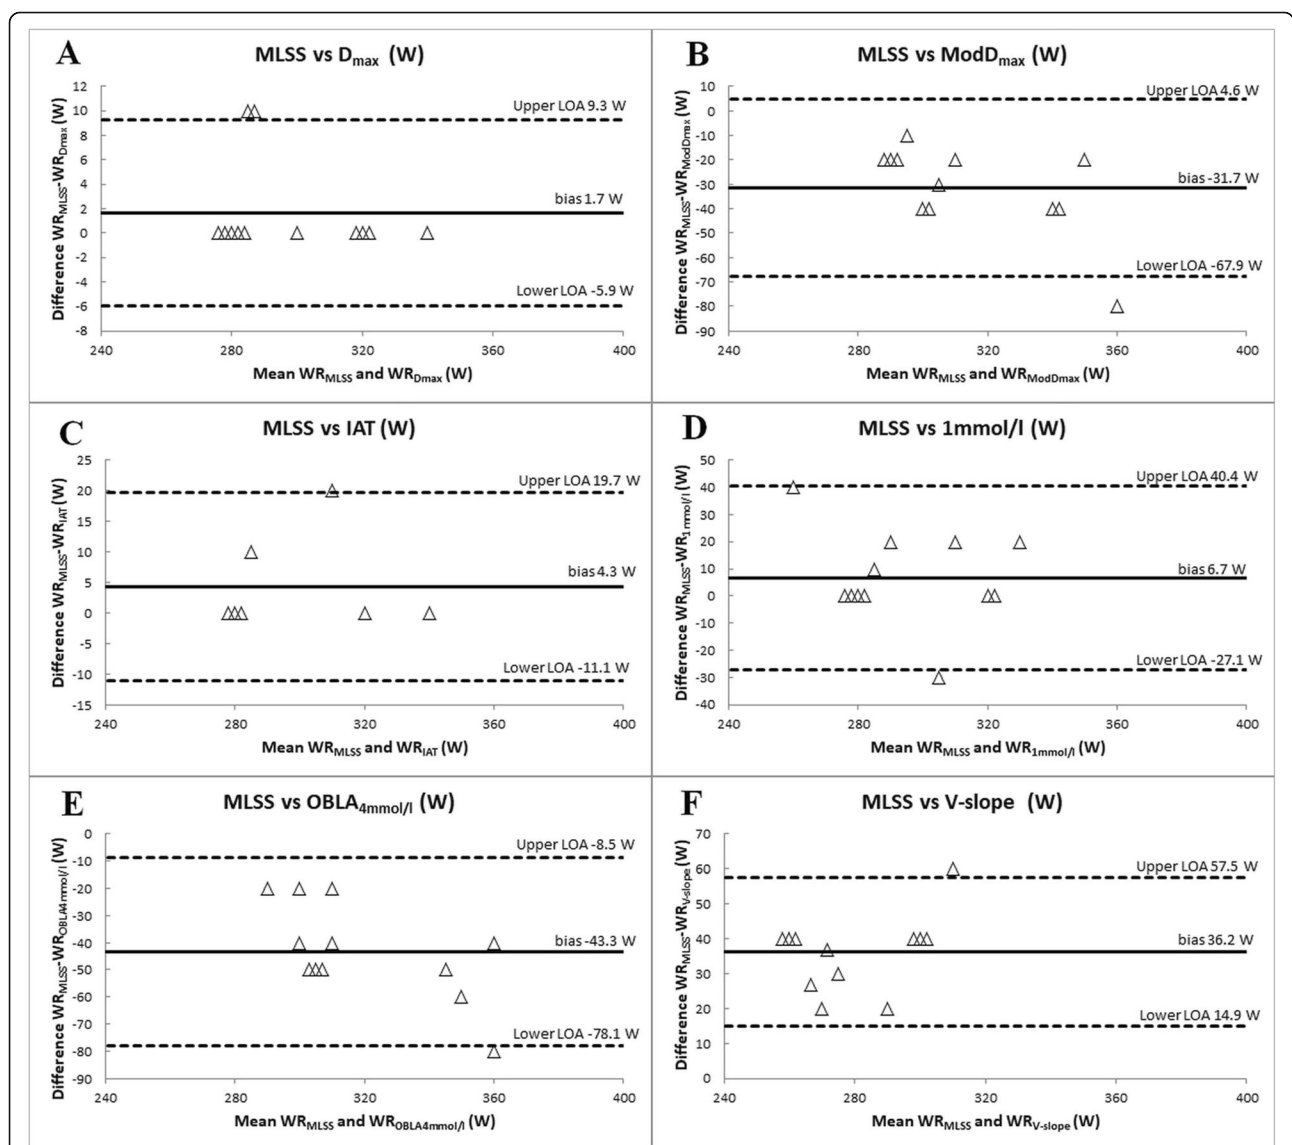 A
MLSS vs Dmax (W)
Difference WRMLSS-WRDmax (W)
12
10
8
6
4
2
0
-2
-4
-6
-8
Upper LOA 9.3 W
bias 1.7 W
Lower LOA -5.9 W
240 280 320 360 400
Mean WRMLSS and WRDmax (W)
B
MLSS vs ModDmax (W)
Difference WRMLSS-WRModDmax (W)
10
0
-10
-20
-30
-40
-50
-60
-70
-80
-90
Upper LOA 4.6 W
bias -31.7 W
Lower LOA -67.9 W
240 280 320 360 400
Mean WRMLSS and WRModDmax (W)
C
MLSS vs IAT (W)
Difference WRMLSS-WRIAT (W)
25
20
15
10
5
0
-5
-10
-15
Upper LOA 19.7 W
bias 4.3 W
Lower LOA -11.1 W
240 280 320 360 400
Mean WRMLSS and WRIAT (W)
D
MLSS vs 1mmol/l (W)
Difference WRMLSS-WR1mmol/l (W)
50
40
30
20
10
0
-10
-20
-30
-40
Upper LOA 40.4 W
bias 6.7 W
Lower LOA -27.1 W
240 280 320 360 400
Mean WRMLSS and WR1mmol/l (W)
E
MLSS vs OBLA4mmol/l (W)
Difference WRMLSS-WROBLA4mmol/l (W)
0
-10
-20
-30
-40
-50
-60
-70
-80
-90
Upper LOA -8.5 W
bias -43.3 W
Lower LOA -78.1 W
240 280 320 360 400
Mean WRMLSS and WROBLA4mmol/l (W)
F
MLSS vs V-slope (W)
Difference WRMLSS-WRV-slope (W)
70
60
50
40
30
20
10
0
Upper LOA 57.5 W
bias 36.2 W
Lower LOA 14.9 W
240 280 320 360 400
Mean WRMLSS and WRV-slope (W)